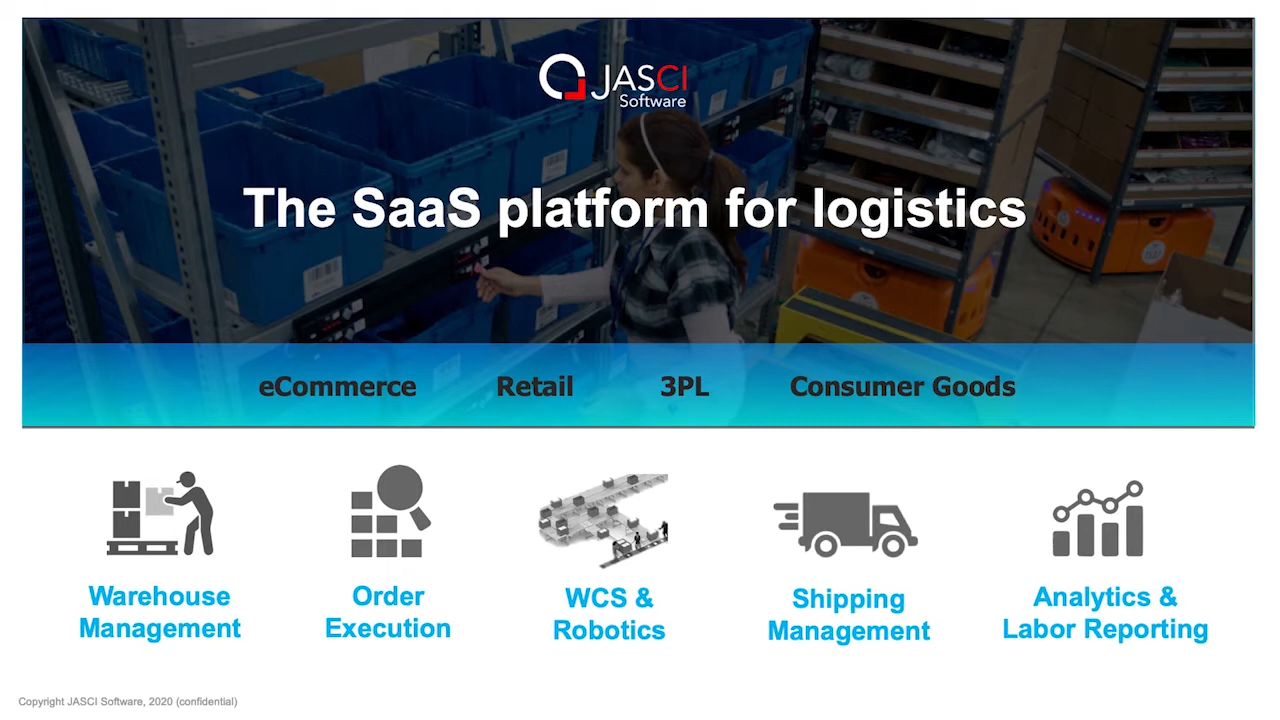 JASCI
Software
The SaaS platform for logistics
eCommerce Retail 3PL Consumer Goods
Warehouse
Management
Order
Execution
WCS &
Robotics
Shipping
Management
Analytics &
Labor Reporting
Copyright JASCI Software, 2020 (confidential)